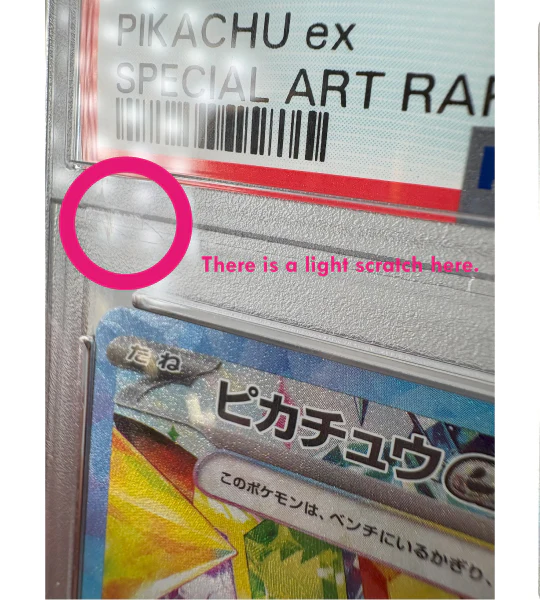 PIKACHU ex
SPECIAL ART RAR
There is a light scratch here.
たね
ピカチュウ
このポケモンは、ベンチにいるかぎり、